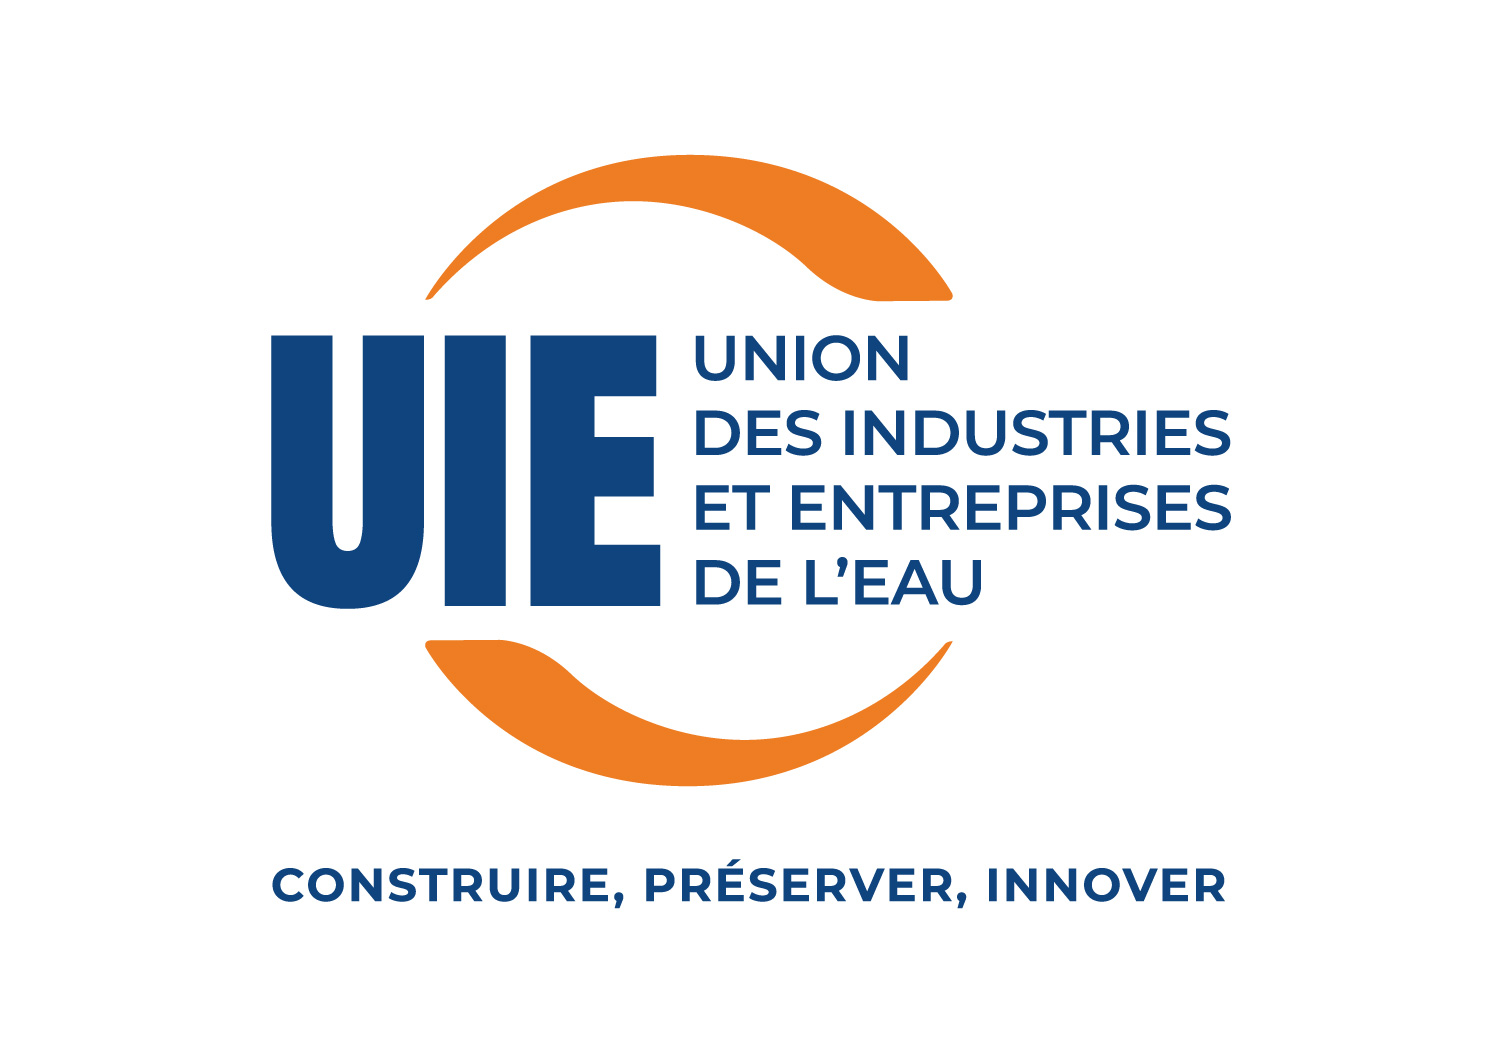 UIE
UNION
DES INDUSTRIES
ET ENTREPRISES
DE L’EAU
CONSTRUIRE, PRÉSERVER, INNOVER